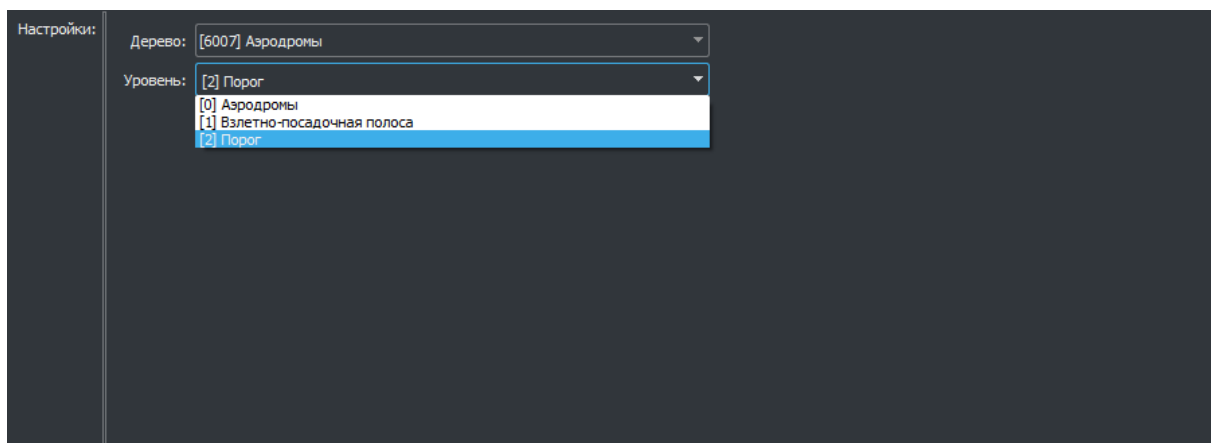 Настройки:
Дерево: [6007] Аэродромы
Уровень: [2] Порог
[0] Аэродромы
[1] Взлетно-посадочная полоса
[2] Порог